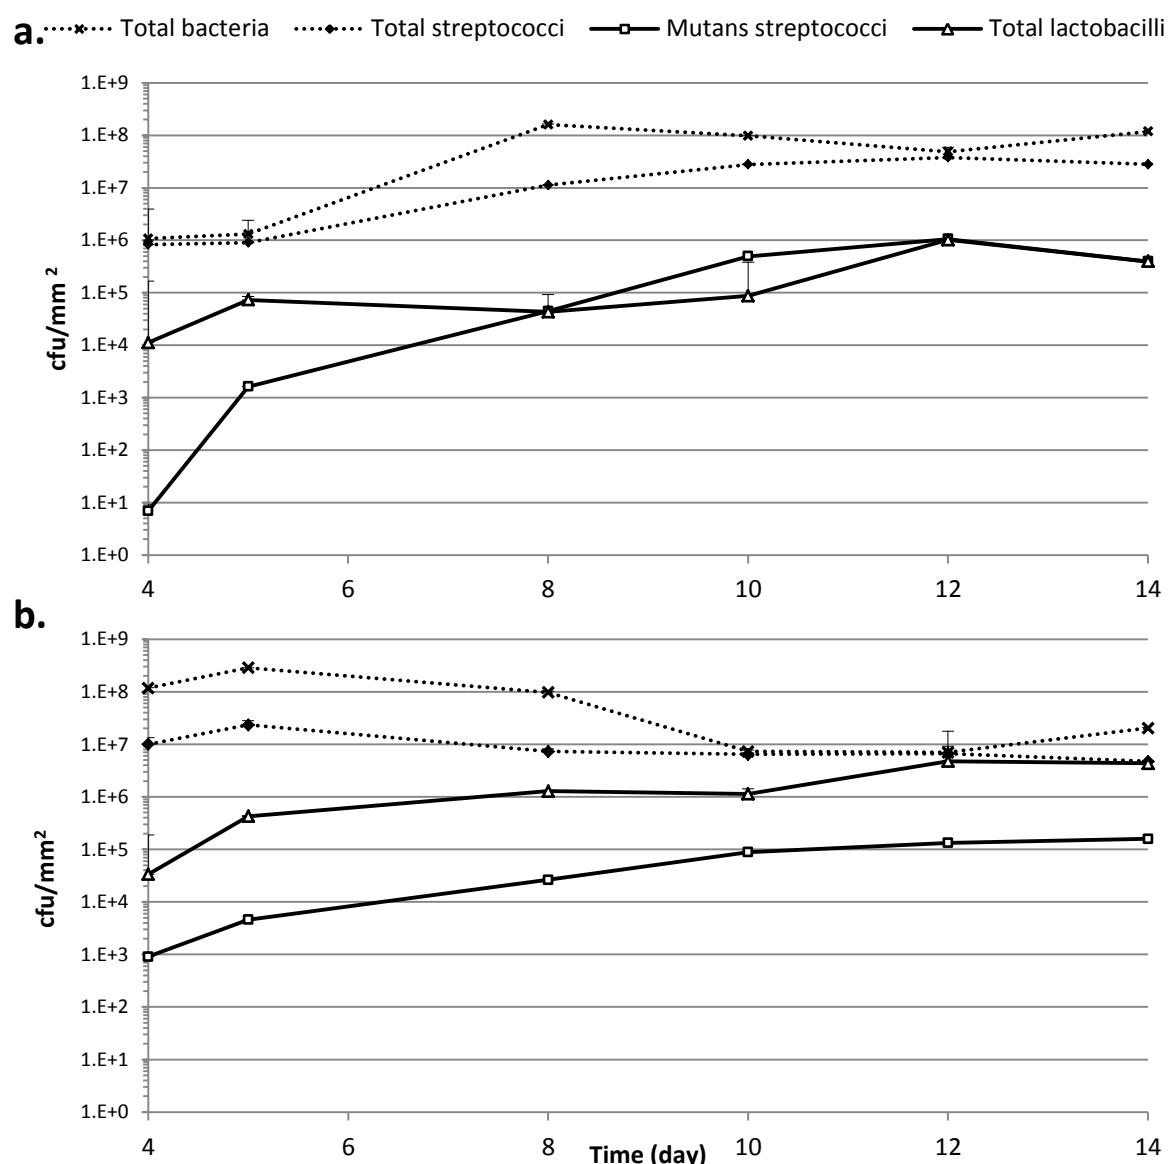 a. Total bacteria Total streptococci Mutans streptococci Total lactobacilli
1.E+9
1.E+8
1.E+7
1.E+6
1.E+5
1.E+4
1.E+3
1.E+2
1.E+1
1.E+0
cfu/mm ²
4 6 8 10 12 14
b.
1.E+9
1.E+8
1.E+7
1.E+6
1.E+5
1.E+4
1.E+3
1.E+2
1.E+1
1.E+0
cfu/mm²
4 6 8 10 12 14
Time (day)